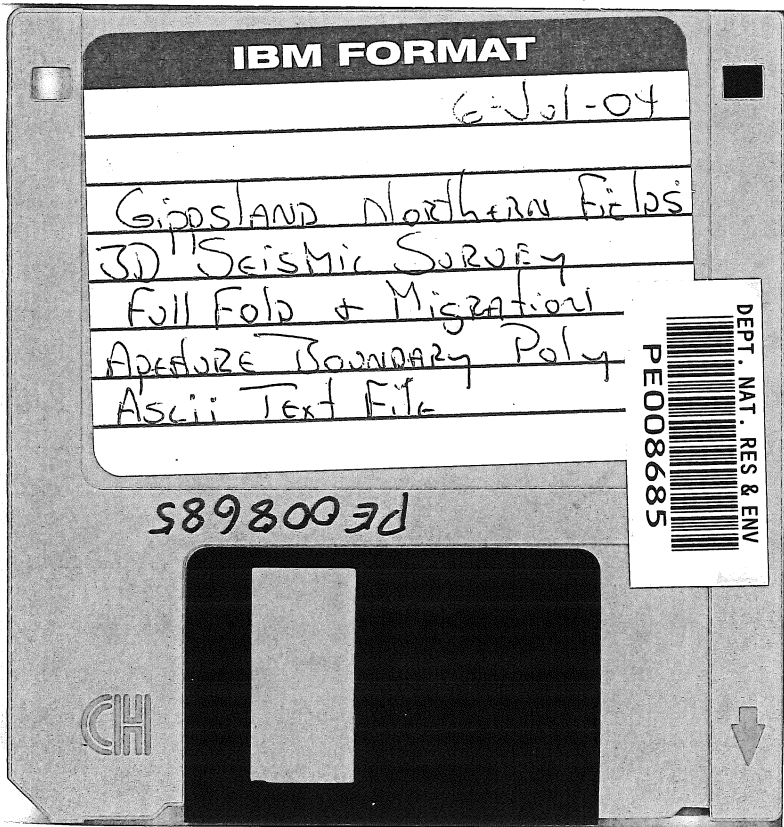 IBM FORMAT
6-Jul-04
Gippsland Northern Fields
3D Seismic Survey
Full Fold & Migration
Aperture Boundary Poly
Ascii Text File
DEPT. NAT. RES & ENV
PE008685
PE008685
CH